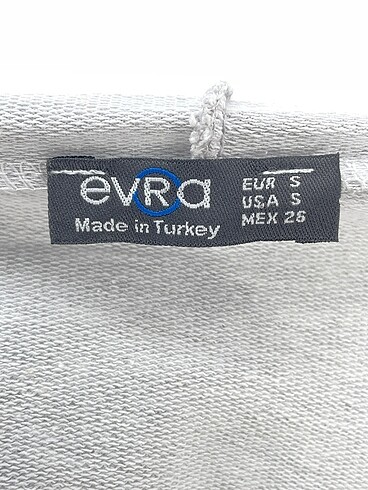 evRa
Made in Turkey
EUR S
USA S
MEX 26